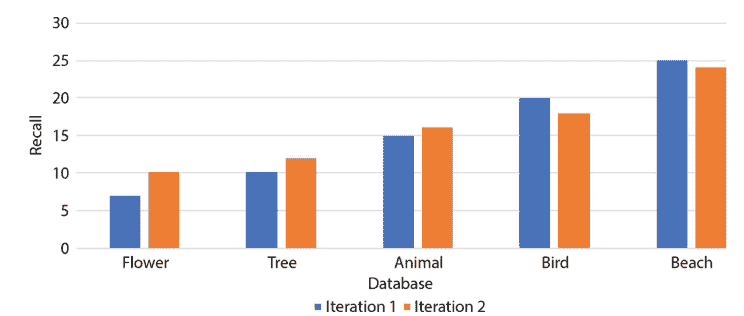 30
25
20
15
10
5
0
Recall
Flower Tree Animal Bird Beach
Database
Iteration 1 Iteration 2